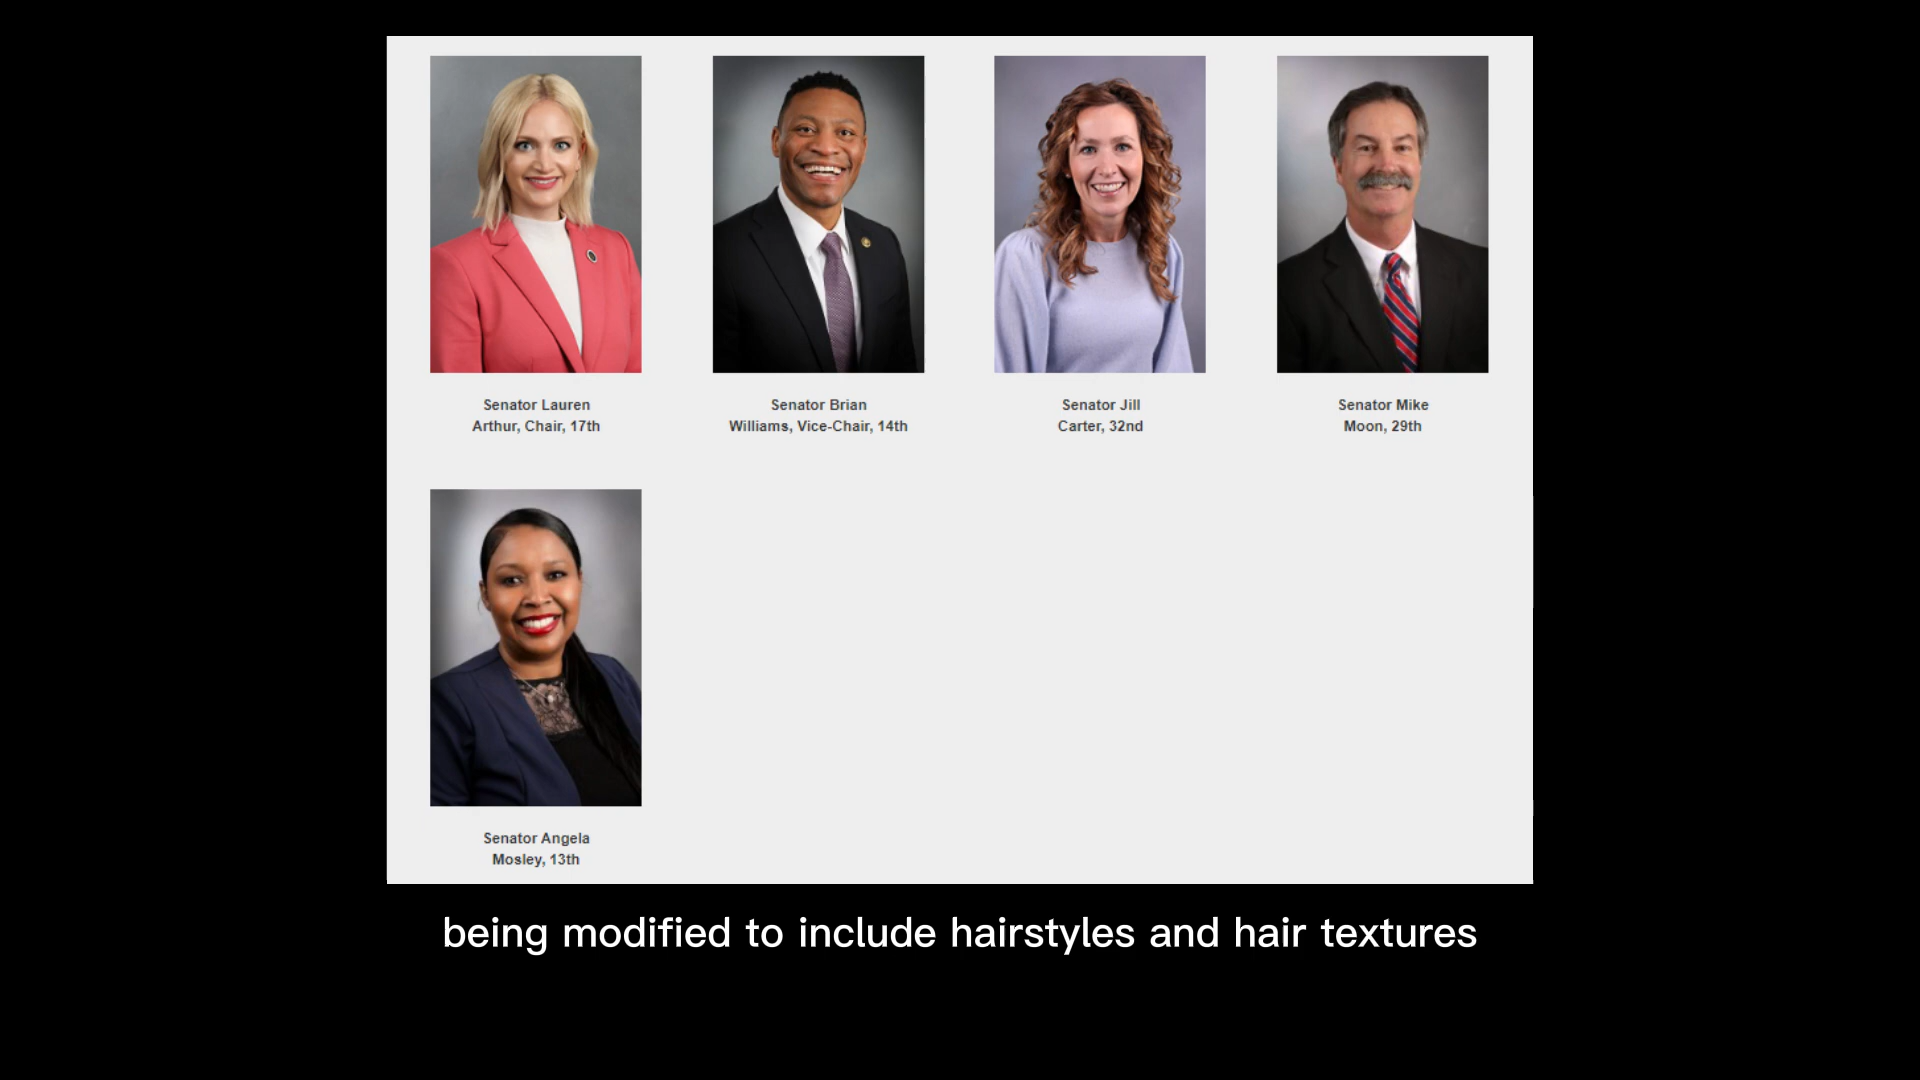 Senator Lauren
Arthur, Chair, 17th
Senator Brian
Williams, Vice-Chair, 14th
Senator Jill
Carter, 32nd
Senator Mike
Moon, 29th
Senator Angela
Mosley, 13th
being modified to include hairstyles and hair textures